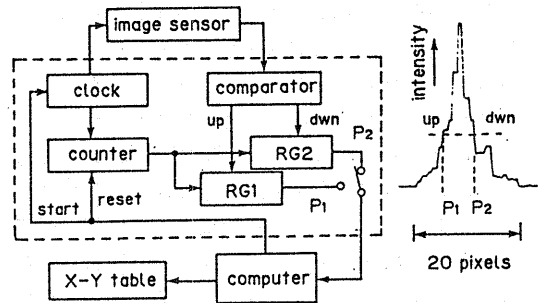 image sensor
clock
comparator
up
dwn
counter
RG2
P2
RG1
P1
start
reset
X-Y table
computer
intensity
up
dwn
P1
P2
20 pixels